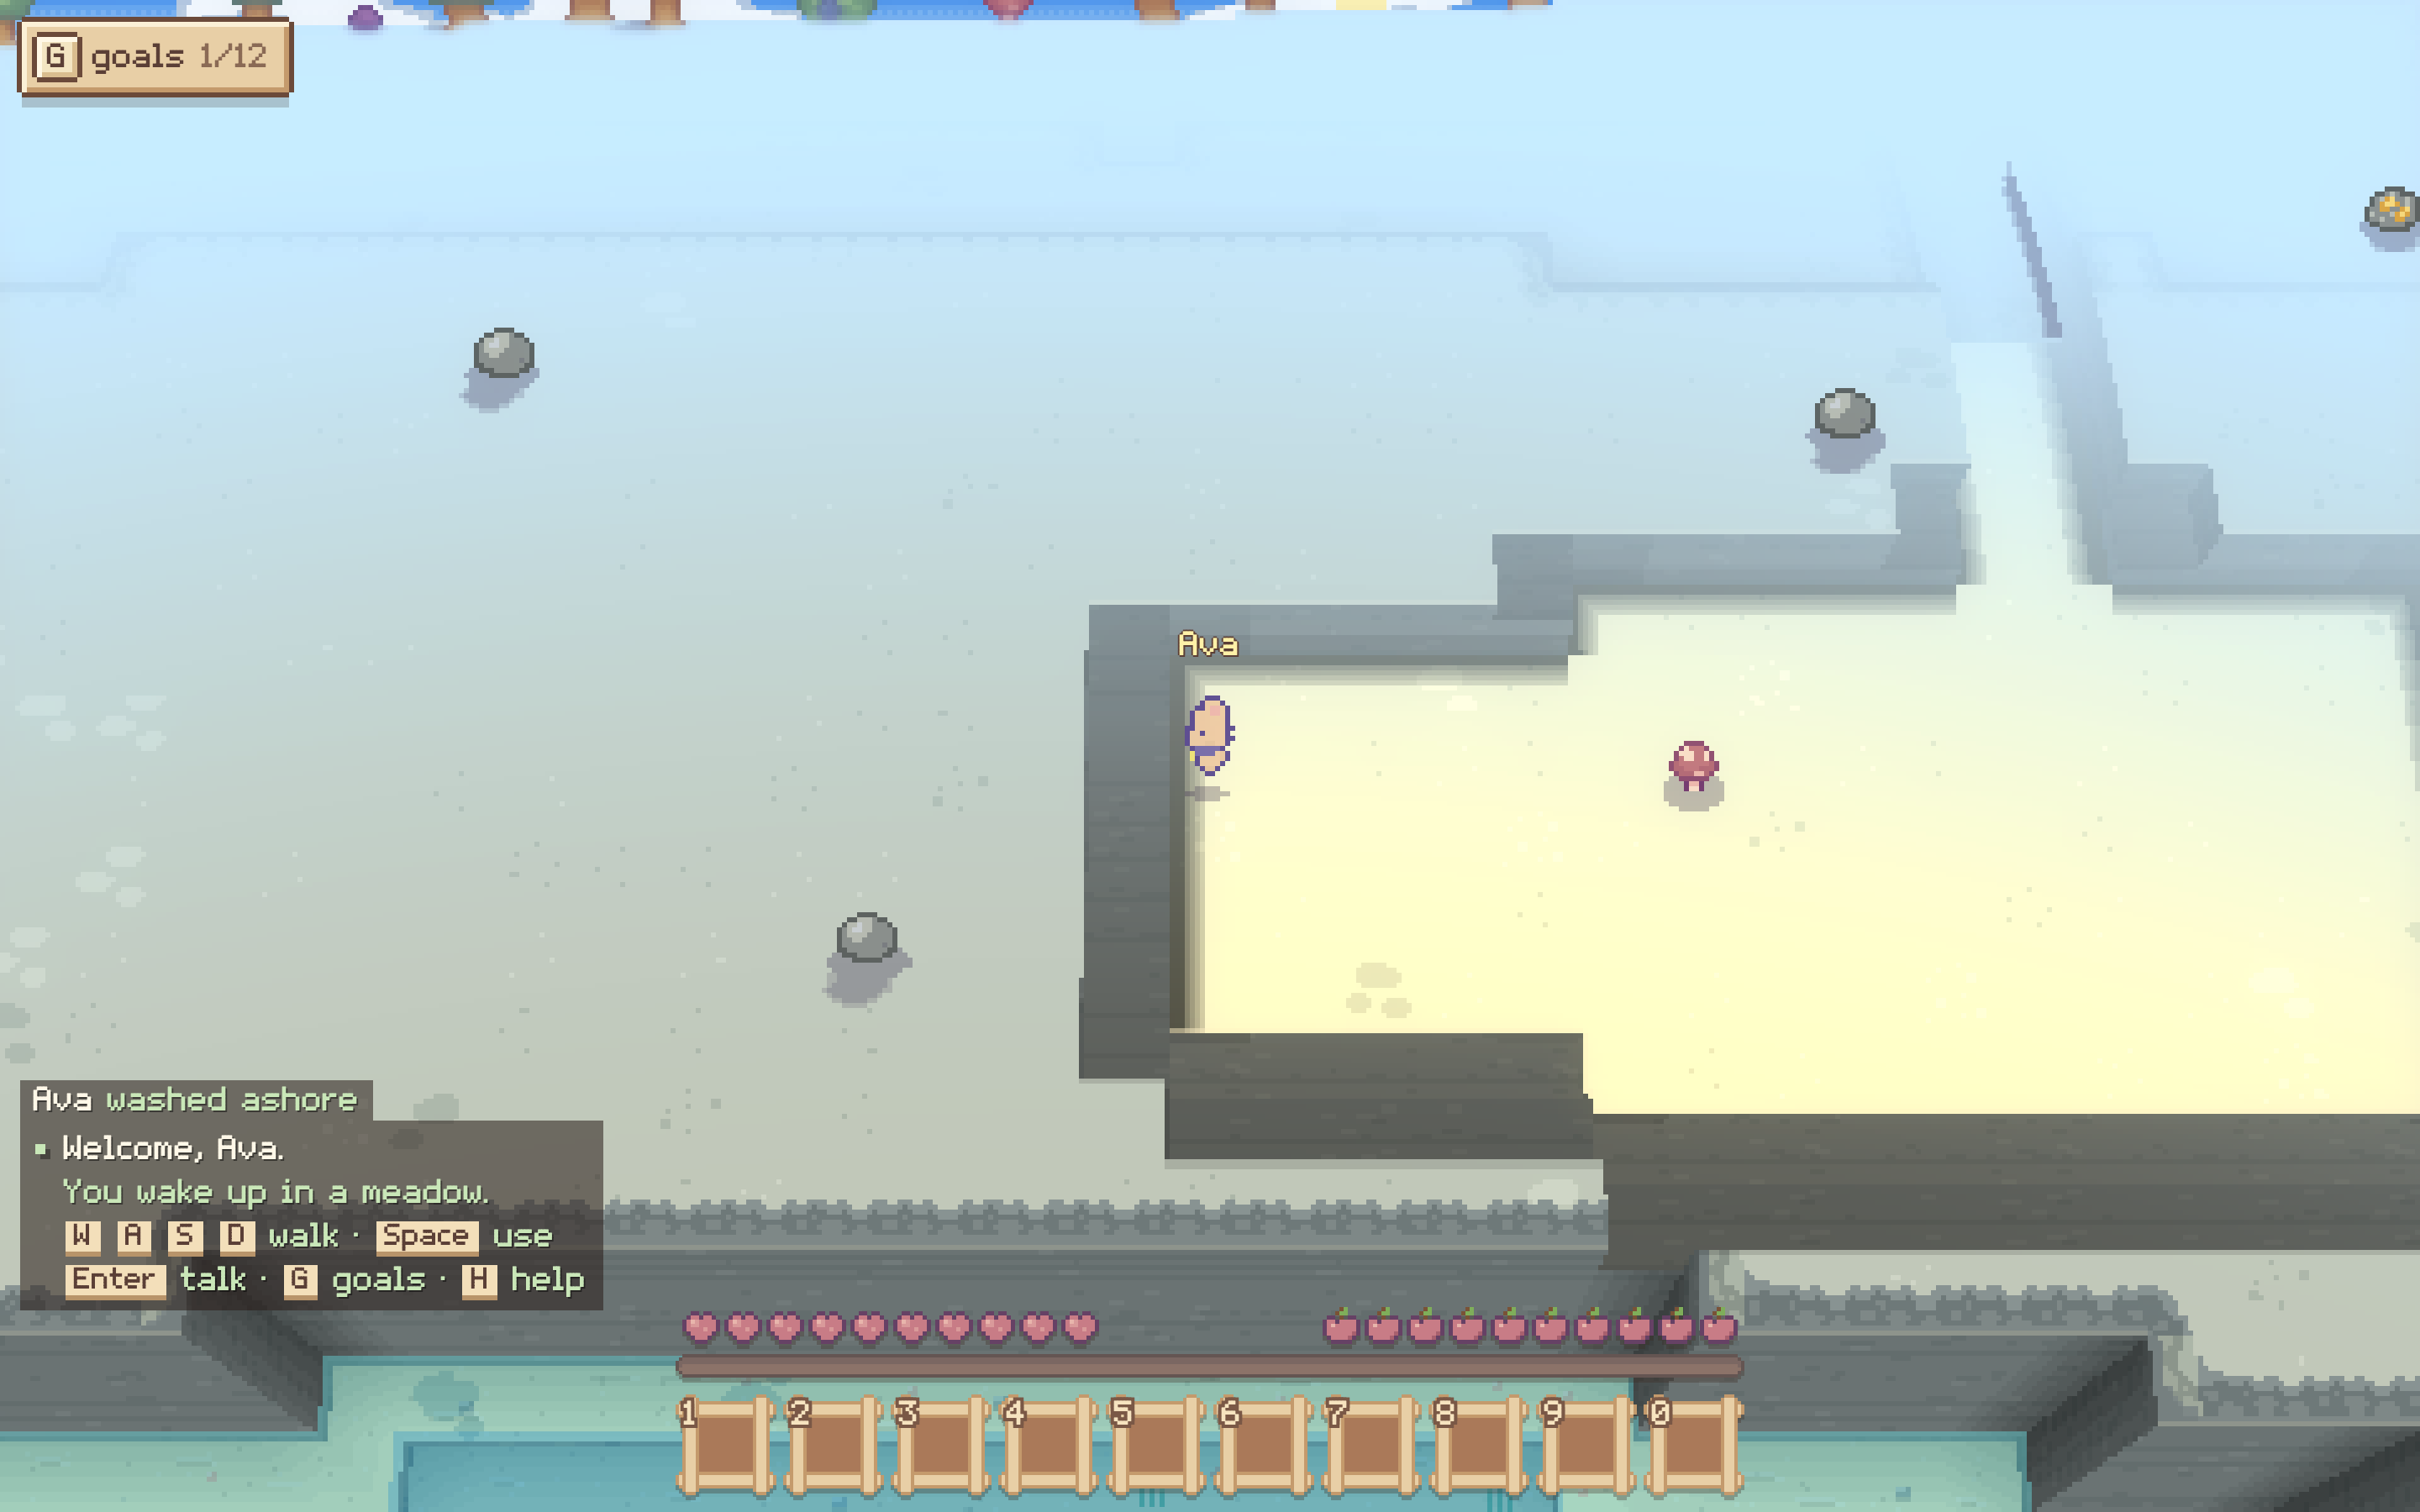 G goals 1/12
Ava
Ava washed ashore
Welcome, Ava.
You wake up in a meadow.
W A S D walk · Space use
Enter talk · G goals · H help
1 2 3 4 5 6 7 8 9 0